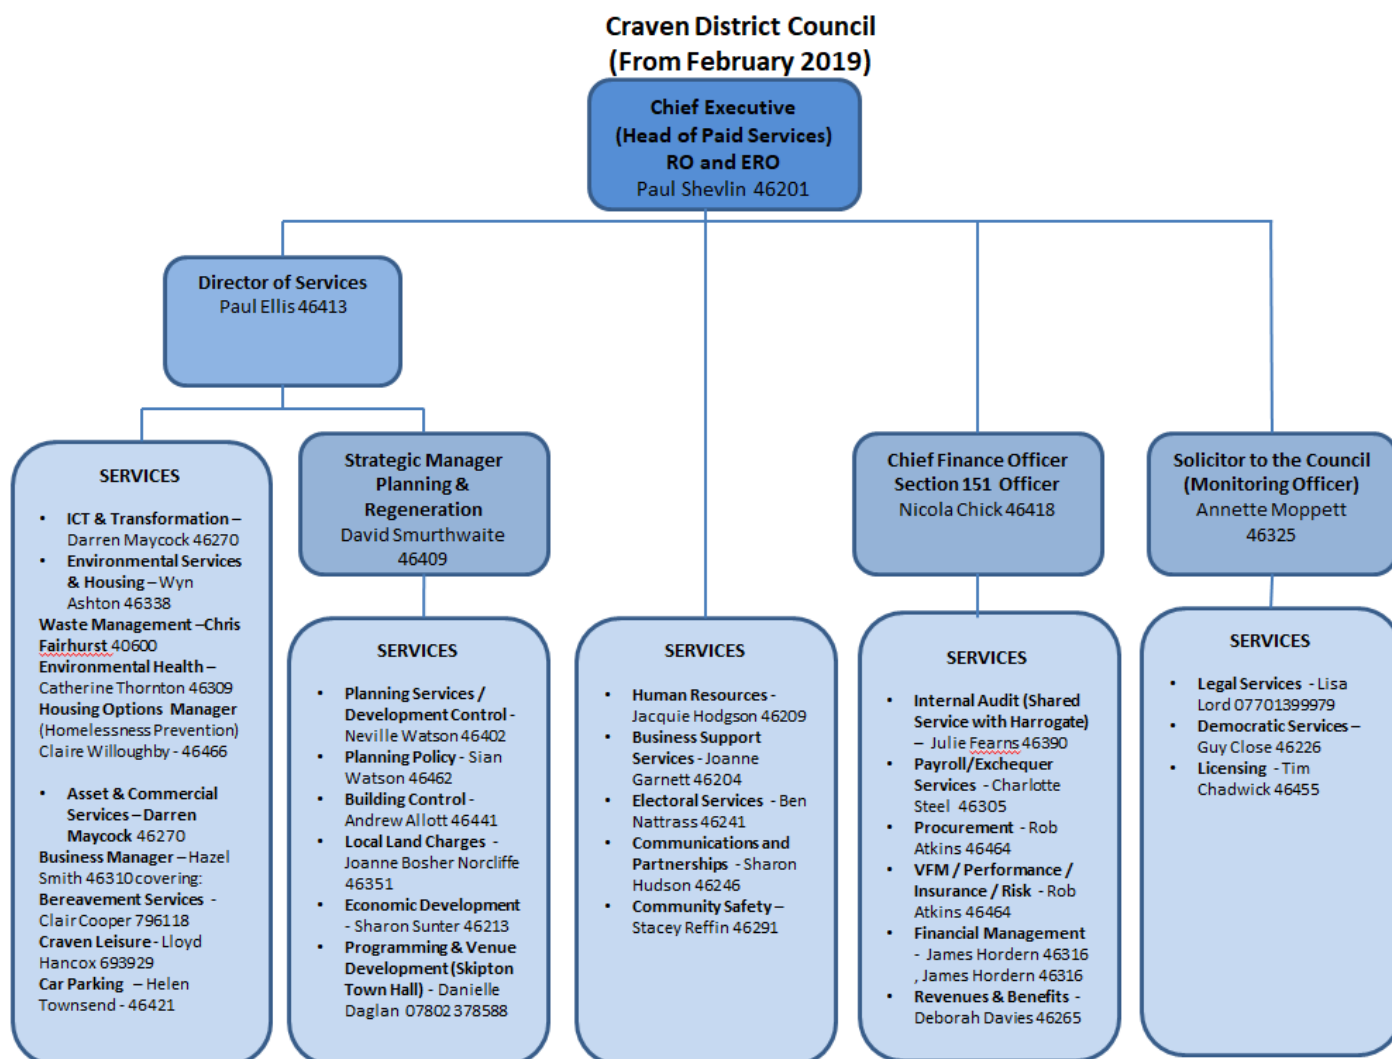 Craven District Council
(From February 2019)
Chief Executive
(Head of Paid Services)
RO and ERO
Paul Shevlin 46201
Director of Services
Paul Ellis 46413
SERVICES
• ICT & Transformation –
Darren Maycock 46270
• Environmental Services
& Housing – Wyn
Ashton 46338
Waste Management –Chris
Fairhurst 40600
Environmental Health –
Catherine Thornton 46309
Housing Options Manager
(Homelessness Prevention)
Claire Willoughby - 46466
• Asset & Commercial
Services – Darren
Maycock 46270
Business Manager – Hazel
Smith 46310 covering:
Bereavement Services -
Clair Cooper 796118
Craven Leisure - Lloyd
Hancox 693929
Car Parking – Helen
Townsend - 46421
Strategic Manager
Planning &
Regeneration
David Smurthwaite
46409
SERVICES
• Planning Services /
Development Control -
Neville Watson 46402
• Planning Policy - Sian
Watson 46462
• Building Control -
Andrew Allott 46441
• Local Land Charges -
Joanne Bosher Norcliffe
46351
• Economic Development
- Sharon Sunter 46213
• Programming & Venue
Development (Skipton
Town Hall) - Danielle
Daglan 07802 378588
SERVICES
• Human Resources -
Jacquie Hodgson 46209
• Business Support
Services - Joanne
Garnett 46204
• Electoral Services - Ben
Nattrass 46241
• Communications and
Partnerships - Sharon
Hudson 46246
• Community Safety –
Stacey Reffin 46291
Chief Finance Officer
Section 151 Officer
Nicola Chick 46418
SERVICES
• Internal Audit (Shared
Service with Harrogate)
– Julie Fearns 46390
• Payroll/Exchequer
Services - Charlotte
Steel 46305
• Procurement - Rob
Atkins 46464
• VFM / Performance /
Insurance / Risk - Rob
Atkins 46464
• Financial Management
- James Hordern 46316
, James Hordern 46316
• Revenues & Benefits -
Deborah Davies 46265
Solicitor to the Council
(Monitoring Officer)
Annette Moppett
46325
SERVICES
• Legal Services - Lisa
Lord 07701399979
• Democratic Services –
Guy Close 46226
• Licensing - Tim
Chadwick 46455